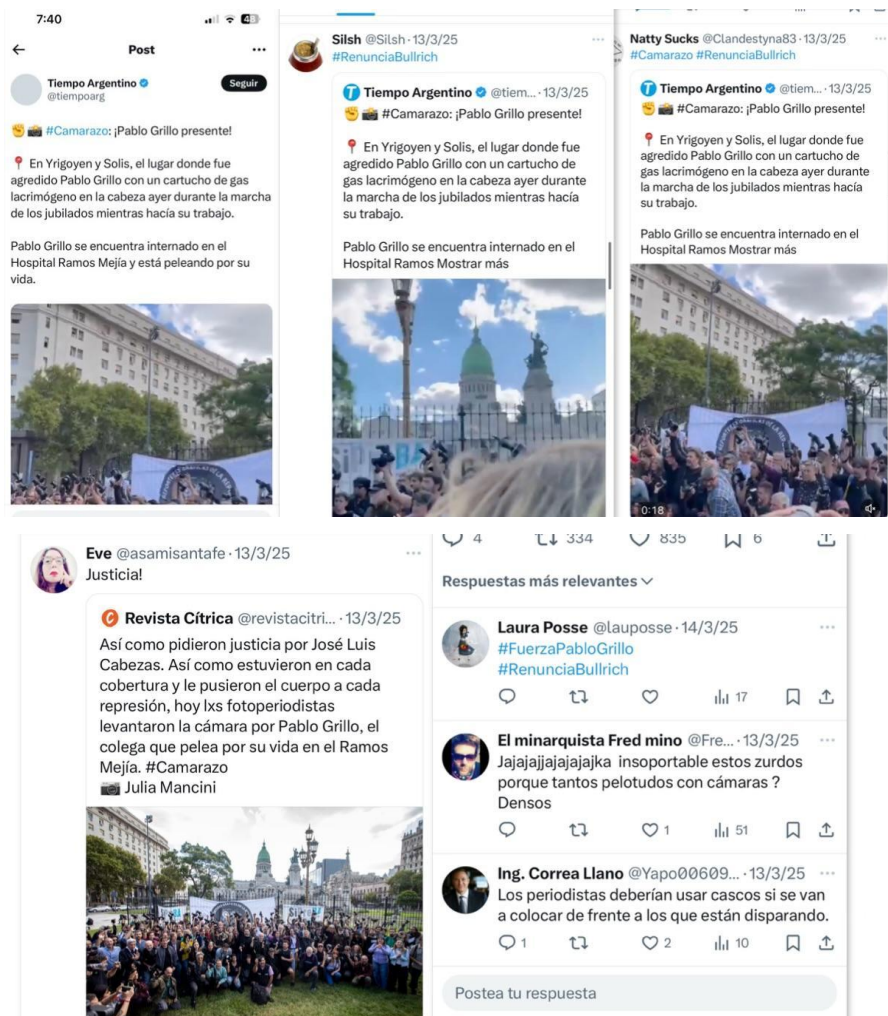 7:40
Post
Tiempo Argentino
@tiempoarg
Seguir
✊📸 #Camarazo: ¡Pablo Grillo presente!
📍 En Yrigoyen y Solis, el lugar donde fue
agredido Pablo Grillo con un cartucho de gas
lacrimógeno en la cabeza ayer durante la marcha
de los jubilados mientras hacía su trabajo.
Pablo Grillo se encuentra internado en el
Hospital Ramos Mejía y está peleando por su
vida.
Silsh @Silsh · 13/3/25
#RenunciaBullrich
Tiempo Argentino @tiem... · 13/3/25
✊📸 #Camarazo: ¡Pablo Grillo presente!
📍 En Yrigoyen y Solis, el lugar donde fue
agredido Pablo Grillo con un cartucho de
gas lacrimógeno en la cabeza ayer durante
la marcha de los jubilados mientras hacía
su trabajo.
Pablo Grillo se encuentra internado en el
Hospital Ramos Mostrar más
BA
Natty Sucks @Clandestyna83 · 13/3/25
#Camarazo #RenunciaBullrich
Tiempo Argentino @tiem... · 13/3/25
✊📸 #Camarazo: ¡Pablo Grillo presente!
📍 En Yrigoyen y Solis, el lugar donde fue
agredido Pablo Grillo con un cartucho de
gas lacrimógeno en la cabeza ayer durante
la marcha de los jubilados mientras hacía
su trabajo.
Pablo Grillo se encuentra internado en el
Hospital Ramos Mostrar más
0:18
Eve @asamisantafe · 13/3/25
Justicia!
Revista Cítrica @revistacitri... · 13/3/25
Así como pidieron justicia por José Luis
Cabezas. Así como estuvieron en cada
cobertura y le pusieron el cuerpo a cada
represión, hoy lxs fotoperiodistas
levantaron la cámara por Pablo Grillo, el
colega que pelea por su vida en el Ramos
Mejía. #Camarazo
📷 Julia Mancini
4 334 835 6
Respuestas más relevantes
Laura Posse @lauposse · 14/3/25
#FuerzaPabloGrillo
#RenunciaBullrich
17
El minarquista Fred mino @Fre... · 13/3/25
Jajajajjajajajajka insoportable estos zurdos
porque tantos pelotudos con cámaras ?
Densos
1 51
Ing. Correa Llano @Yapo00609... · 13/3/25
Los periodistas deberían usar cascos si se van
a colocar de frente a los que están disparando.
1 2 10
Postea tu respuesta